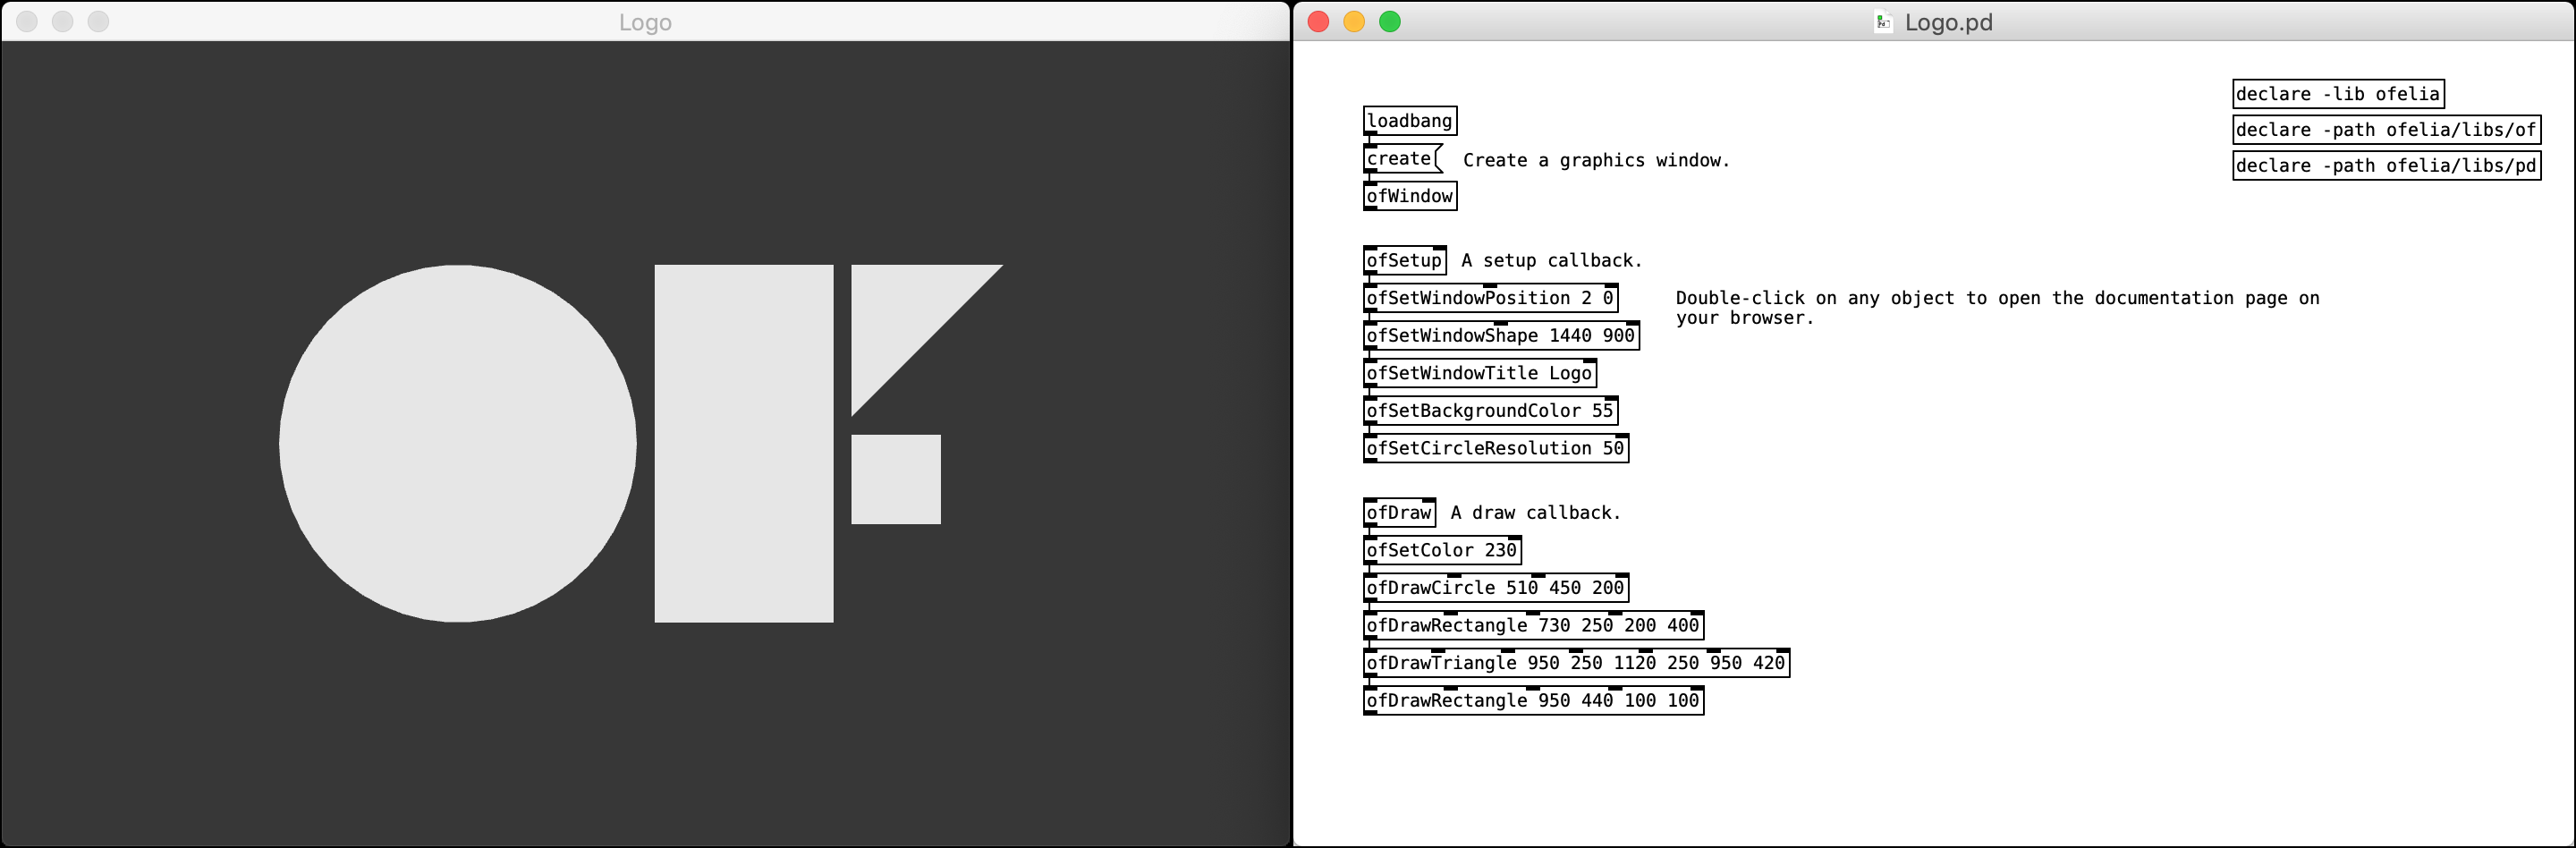 Logo
Logo.pd
declare -lib ofelia
declare -path ofelia/libs/of
declare -path ofelia/libs/pd
loadbang
create
Create a graphics window.
ofWindow
ofSetup
A setup callback.
ofSetWindowPosition 2 0
Double-click on any object to open the documentation page on
your browser.
ofSetWindowShape 1440 900
ofSetWindowTitle Logo
ofSetBackgroundColor 55
ofSetCircleResolution 50
ofDraw
A draw callback.
ofSetColor 230
ofDrawCircle 510 450 200
ofDrawRectangle 730 250 200 400
ofDrawTriangle 950 250 1120 250 950 420
ofDrawRectangle 950 440 100 100